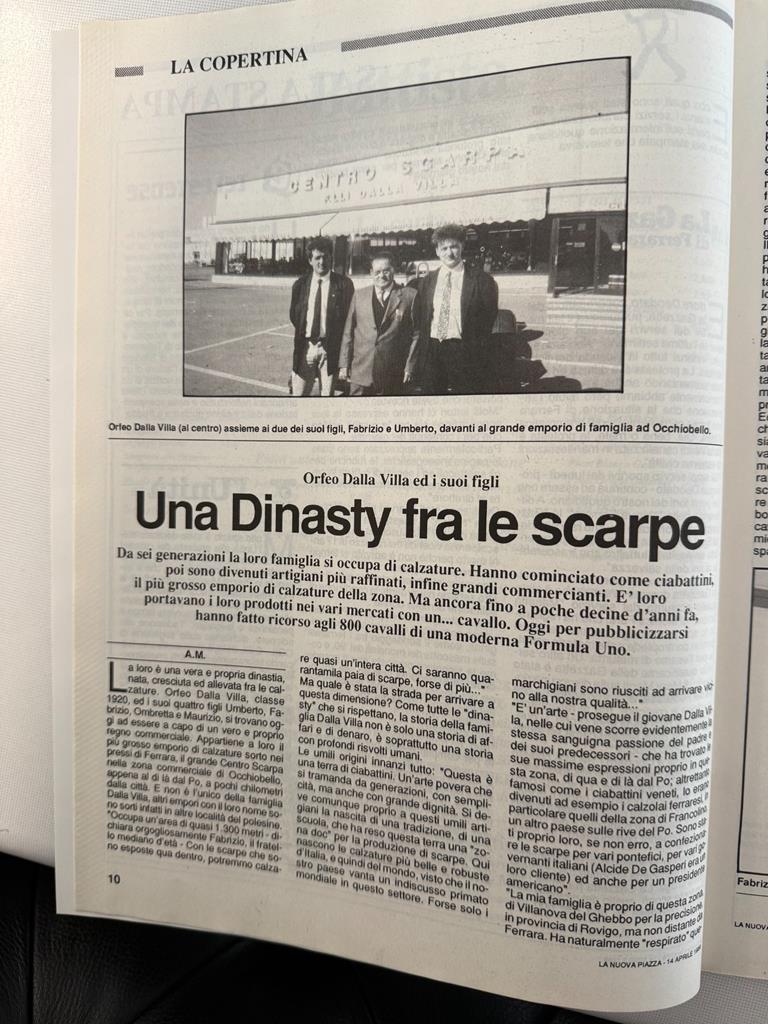 LA COPERTINA
CENTRO SCARPA
F.LLI DALLA VILLA
Orfeo Dalla Villa (al centro) assieme ai due dei suoi figli, Fabrizio e Umberto, davanti al grande emporio di famiglia ad Occhiobello.
Orfeo Dalla Villa ed i suoi figli
Una Dinasty fra le scarpe
Da sei generazioni la loro famiglia si occupa di calzature. Hanno cominciato come ciabattini,
poi sono divenuti artigiani più raffinati, infine grandi commercianti. E' loro
il più grosso emporio di calzature della zona. Ma ancora fino a poche decine d'anni fa,
portavano i loro prodotti nei vari mercati con un... cavallo. Oggi per pubblicizzarsi
hanno fatto ricorso agli 800 cavalli di una moderna Formula Uno.
A.M.
La loro è una vera e propria dinastia,
nata, cresciuta ed allevata fra le cal-
zature. Orfeo Dalla Villa, classe
1920, ed i suoi quattro figli Umberto, Fa-
brizio, Ombretta e Maurizio, si trovano og-
gi ad essere a capo di un vero e proprio
regno commerciale. Appartiene a loro il
più grosso emporio di calzature sorto nei
pressi di Ferrara, il grande Centro Scarpa
nella zona commerciale di Occhiobello,
appena al di là dal Po, a pochi chilometri
dalla città. E non è l'unico della famiglia
Dalla Villa, altri empori con il loro nome so-
no sorti infatti in altre località del polesine.
"Occupa un'area di quasi 1.300 metri - di-
chiara orgogliosamente Fabrizio, il fratel-
lo mediano d'età - Con le scarpe che so-
no esposte qua dentro, potremmo calza-
re quasi un'intera città. Ci saranno qua-
rantamila paia di scarpe, forse di più..."
Ma quale è stata la strada per arrivare a
questa dimensione? Come tutte le "dina-
sty" che si rispettano, la storia della fami-
glia Dalla Villa non è solo una storia di af-
fari e di denaro, è soprattutto una storia
con profondi risvolti umani.
Le umili origini innanzi tutto: "Questa è
una terra di ciabattini. Un'arte povera che
si tramanda da generazioni, con sempli-
cità, ma anche con grande dignità. Si de-
ve comunque proprio a questi umili arti-
giani la nascita di una tradizione, di una
scuola, che ha reso questa terra una "zo-
na doc" per la produzione di scarpe. Qui
nascono le calzature più belle e robuste
d'Italia, e quindi del mondo, visto che il no-
stro paese vanta un indiscusso primato
mondiale in questo settore. Forse solo i
marchigiani sono riusciti ad arrivare vici-
no alla nostra qualità..."
"E' un'arte - prosegue il giovane Dalla Vil-
la, nelle cui vene scorre evidentemente la
stessa sanguigna passione del padre e
dei suoi predecessori - che ha trovato le
sue massime espressioni proprio in que-
sta zona, di qua e di là dal Po; altrettanto
famosi come i ciabattini veneti, lo erano
divenuti ad esempio i calzolai ferraresi, in
particolare quelli della zona di Francolino,
un altro paese sulle rive del Po. Sono sta-
ti proprio loro, se non erro, a confeziona-
re le scarpe per vari pontefici, per vari go-
vernanti italiani (Alcide De Gasperi era un
loro cliente) ed anche per un presidente
americano".
"La mia famiglia è proprio di questa zona,
di Villanova del Ghebbo per la precisione,
in provincia di Rovigo, ma non distante da
Ferrara. Ha naturalmente "respirato" que-
10
LA NUOVA PIAZZA - 14 APRILE
Fabriz
LA NUOVA